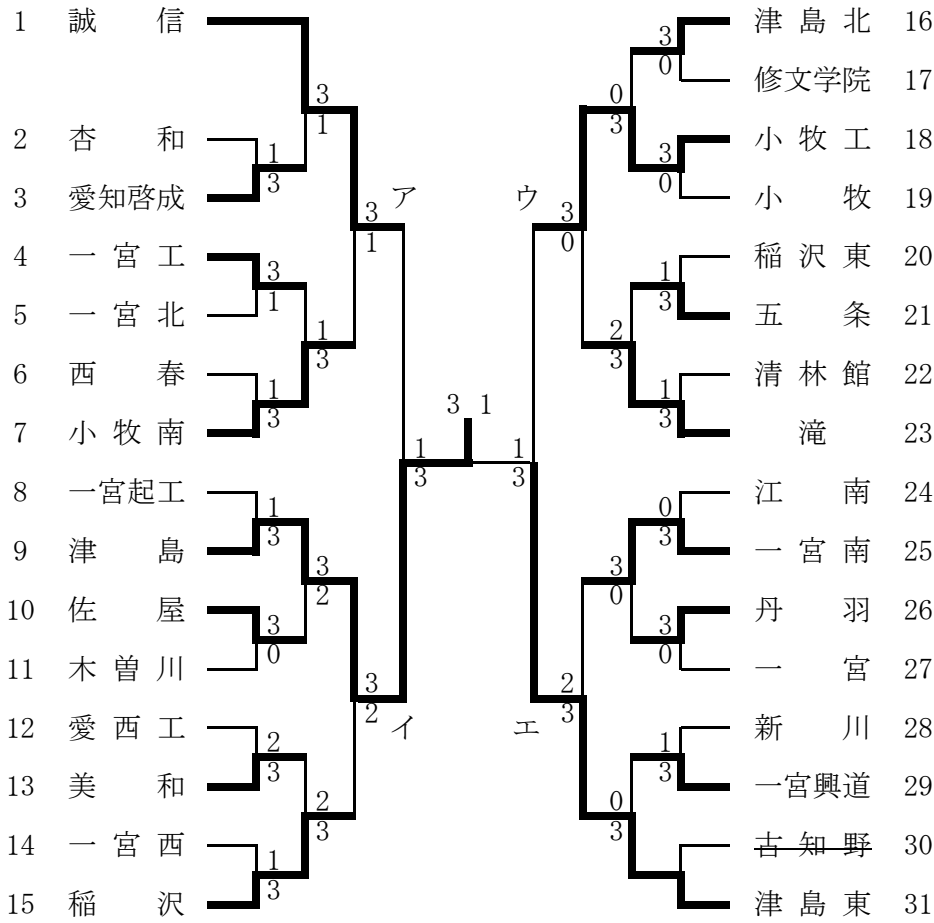 1 誠 信
2 杏 和
3 愛知啓成
4 一 宮 工
5 一 宮 北
6 西 春
7 小 牧 南
8 一宮起工
9 津 島
10 佐 屋
11 木 曽 川
12 愛 西 工
13 美 和
14 一 宮 西
15 稲 沢
3
1
1
3
3
1
ア
3
1
1
3
1
3
1
3
3
2
3
0
3
2
イ
2
3
2
3
1
3
1
3
3 1
1
3
ウ
3
0
0
3
3
0
3
0
2
3
1
3
1
3
エ
2
3
3
0
0
3
3
0
0
3
1
3
津 島 北 16
修文学院 17
小 牧 工 18
小 牧 19
稲 沢 東 20
五 条 21
清 林 館 22
滝 23
江 南 24
一 宮 南 25
丹 羽 26
一 宮 27
新 川 28
一宮興道 29
古 知 野 30
津 島 東 31